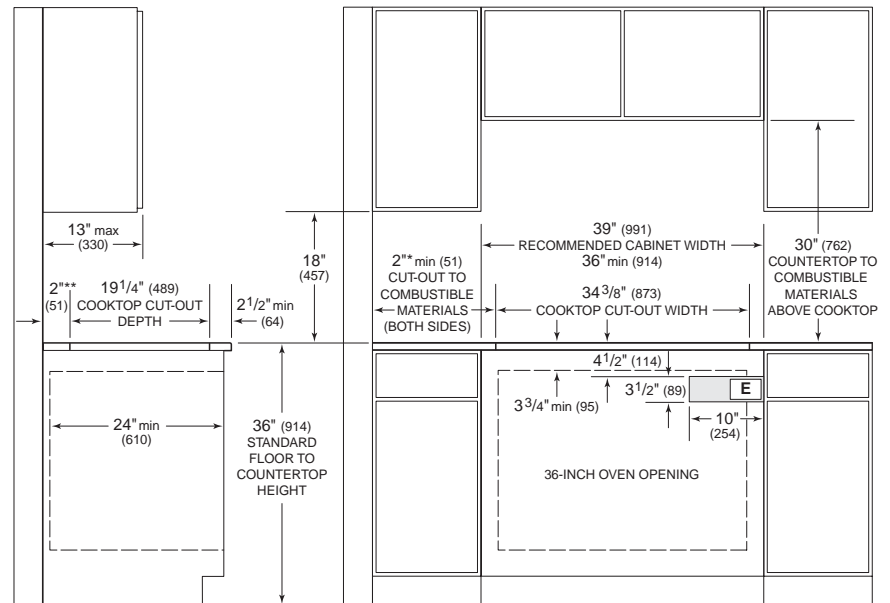 13" max
(330)
2"**
(51)
19 1/4" (489)
COOKTOP CUT-OUT
DEPTH
2 1/2" min
(64)
18"
(457)
24" min
(610)
36" (914)
STANDARD
FLOOR TO
COUNTERTOP
HEIGHT
2"* min (51)
CUT-OUT TO
COMBUSTIBLE
MATERIALS
(BOTH SIDES)
39" (991)
RECOMMENDED CABINET WIDTH
36" min (914)
34 3/8" (873)
COOKTOP CUT-OUT WIDTH
30" (762)
COUNTERTOP TO
COMBUSTIBLE
MATERIALS
ABOVE COOKTOP
4 1/2" (114)
3 1/2" (89)
E
3 3/4" min (95)
10"
(254)
36-INCH OVEN OPENING